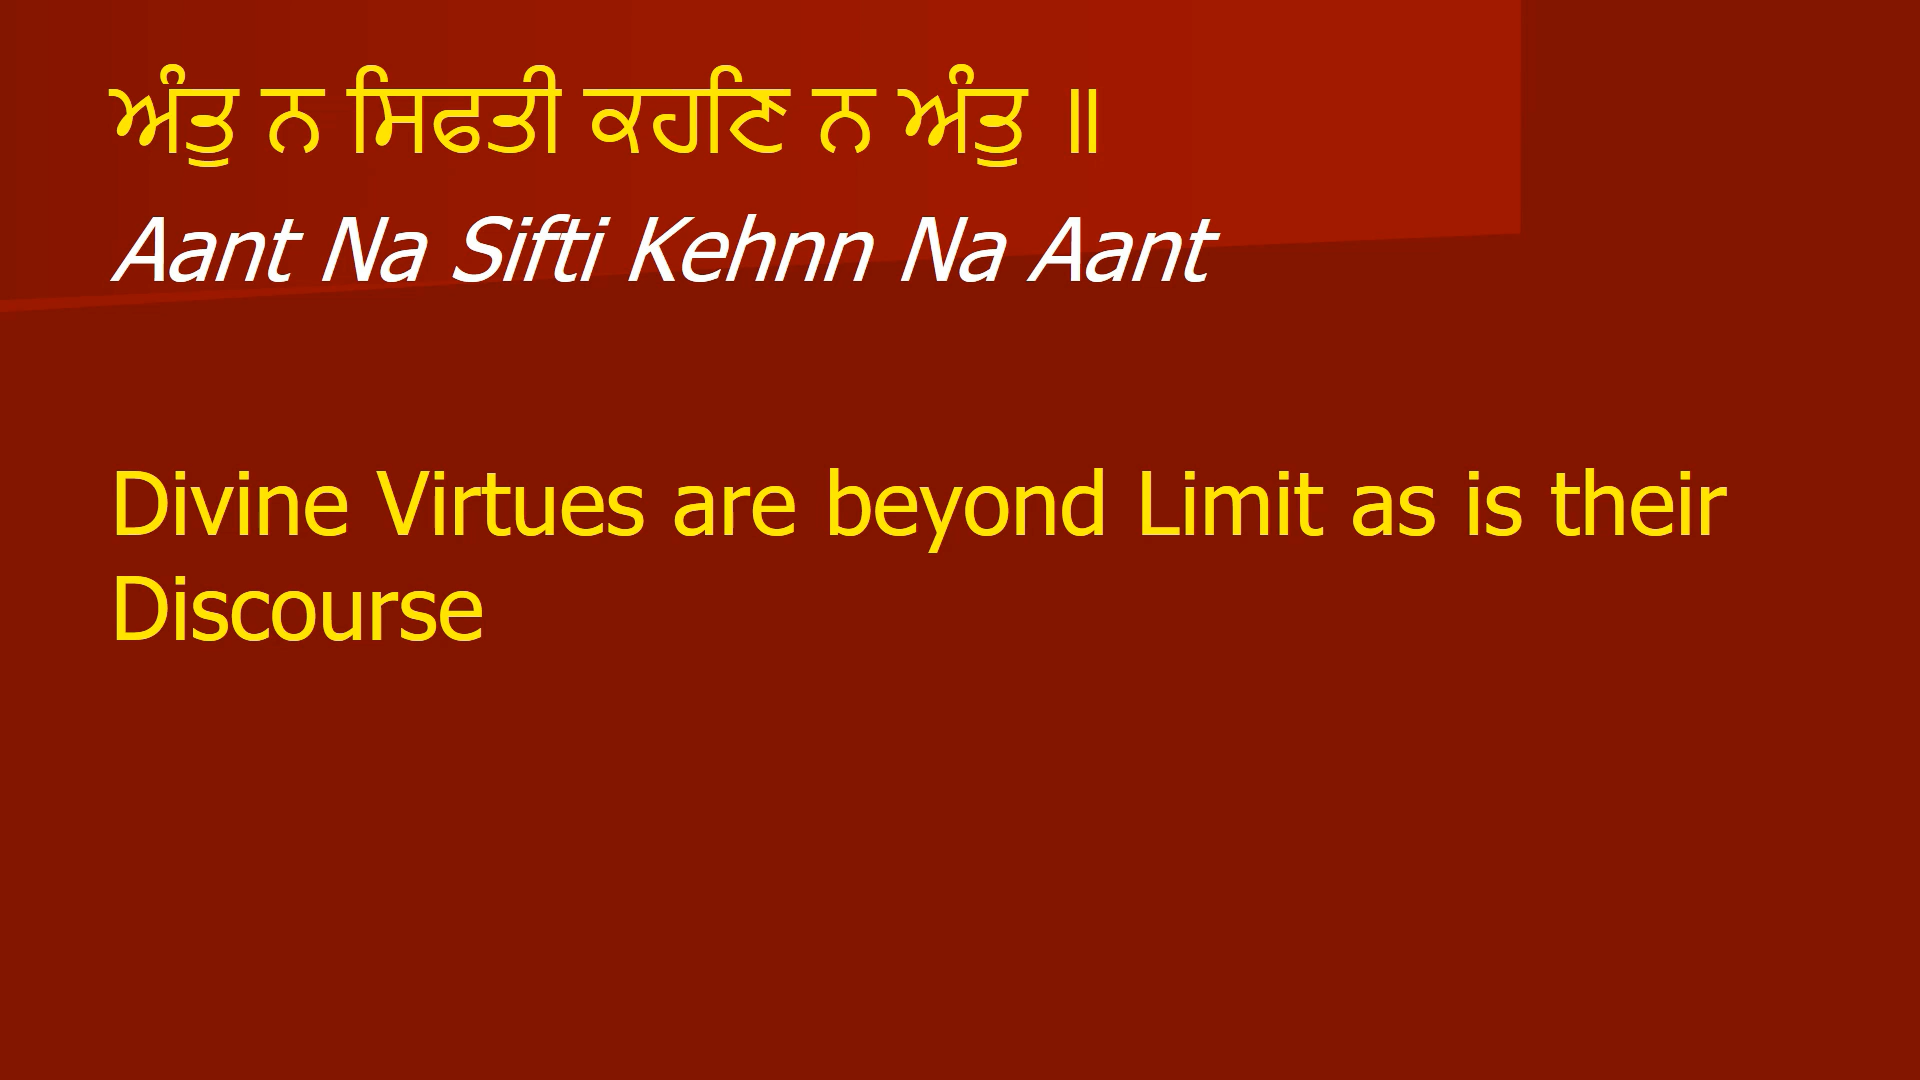 ਅੰਤੁ ਨ ਸਿਫਤੀ ਕਹਣਿ ਨ ਅੰਤੁ ॥
Aant Na Sifti Kehnn Na Aant
Divine Virtues are beyond Limit as is their
Discourse